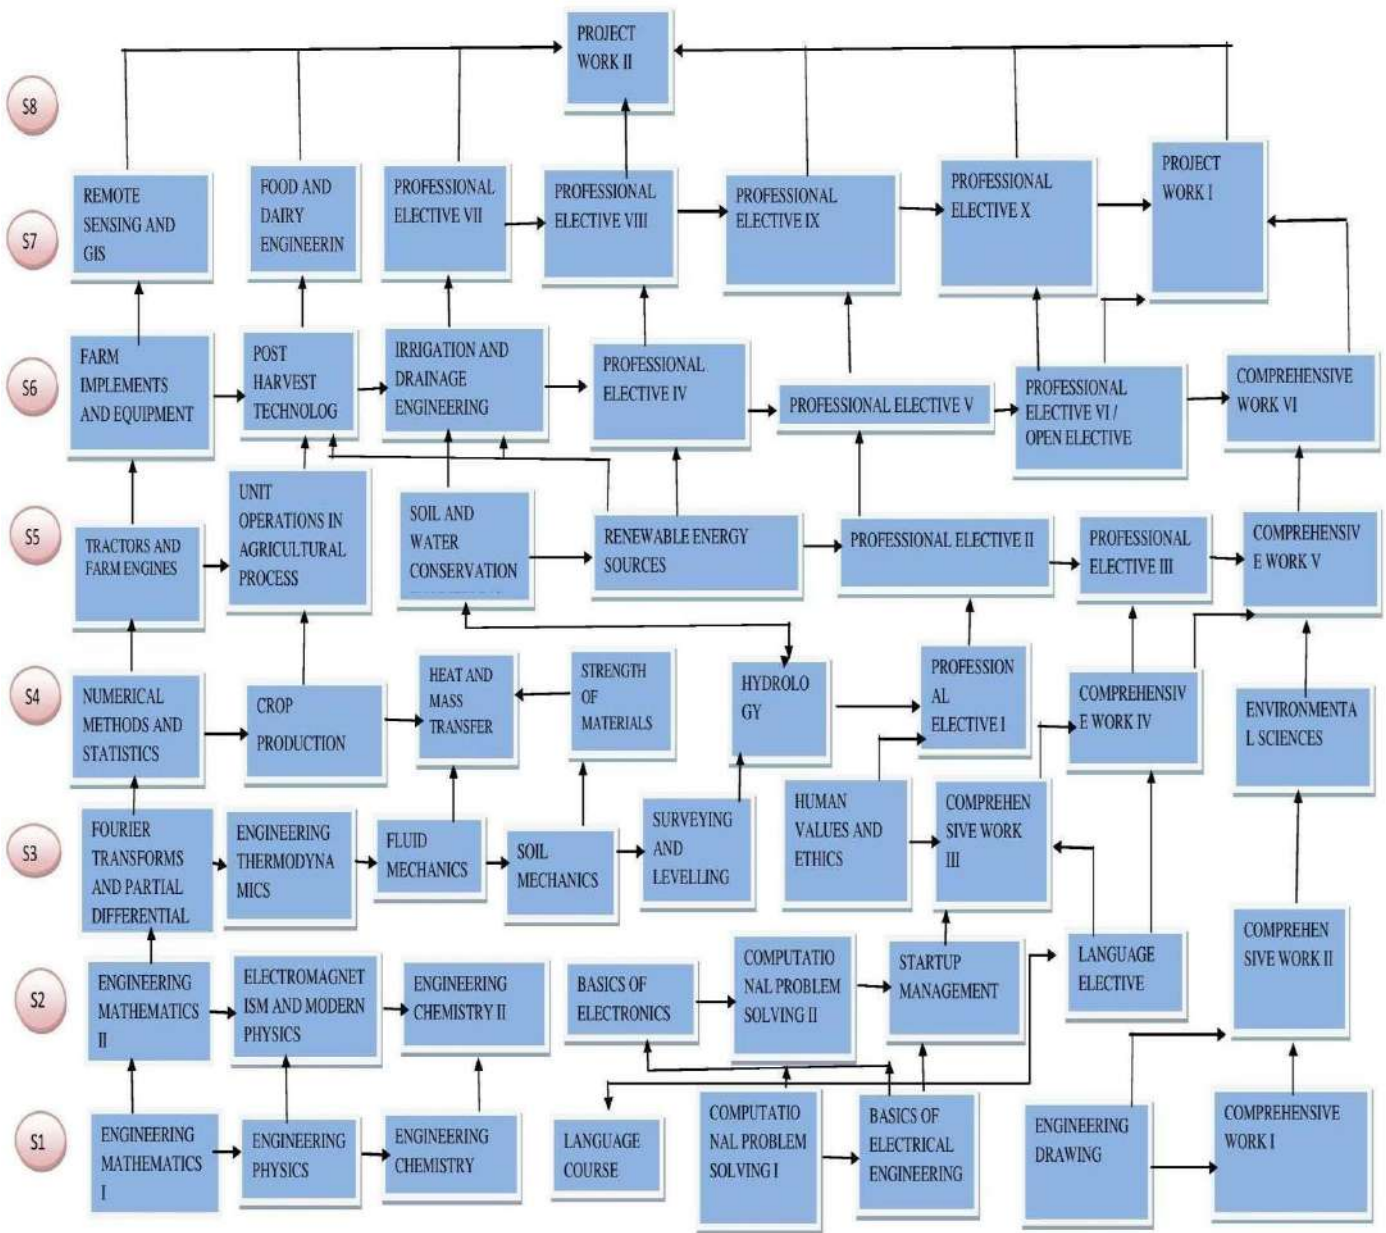 PROJECT
WORK II
S8
REMOTE
SENSING AND
GIS
FOOD AND
DAIRY
ENGINEERIN
PROFESSIONAL
ELECTIVE VII
PROFESSIONAL
ELECTIVE VIII
PROFESSIONAL
ELECTIVE IX
PROFESSIONAL
ELECTIVE X
PROJECT
WORK I
S7
FARM
IMPLEMENTS
AND EQUIPMENT
POST
HARVEST
TECHNOLOG
IRRIGATION AND
DRAINAGE
ENGINEERING
PROFESSIONAL
ELECTIVE IV
PROFESSIONAL ELECTIVE V
PROFESSIONAL
ELECTIVE VI /
OPEN ELECTIVE
COMPREHENSIVE
WORK VI
S6
TRACTORS AND
FARM ENGINES
UNIT
OPERATIONS IN
AGRICULTURAL
PROCESS
SOIL AND
WATER
CONSERVATION
RENEWABLE ENERGY
SOURCES
PROFESSIONAL ELECTIVE II
PROFESSIONAL
ELECTIVE III
COMPREHENSIV
E WORK V
S5
NUMERICAL
METHODS AND
STATISTICS
CROP
PRODUCTION
HEAT AND
MASS
TRANSFER
STRENGTH
OF
MATERIALS
HYDROLO
GY
PROFESSION
AL
ELECTIVE I
COMPREHENSIV
E WORK IV
ENVIRONMENTA
L SCIENCES
S4
FOURIER
TRANSFORMS
AND PARTIAL
DIFFERENTIAL
ENGINEERING
THERMODYNA
MICS
FLUID
MECHANICS
SOIL
MECHANICS
SURVEYING
AND
LEVELLING
HUMAN
VALUES AND
ETHICS
COMPREHEN
SIVE WORK
III
S3
ENGINEERING
MATHEMATICS
II
ELECTROMAGNET
ISM AND MODERN
PHYSICS
ENGINEERING
CHEMISTRY II
BASICS OF
ELECTRONICS
COMPUTATIO
NAL PROBLEM
SOLVING II
STARTUP
MANAGEMENT
LANGUAGE
ELECTIVE
COMPREHEN
SIVE WORK II
S2
ENGINEERING
MATHEMATICS
I
ENGINEERING
PHYSICS
ENGINEERING
CHEMISTRY
LANGUAGE
COURSE
COMPUTATIO
NAL PROBLEM
SOLVING I
BASICS OF
ELECTRICAL
ENGINEERING
ENGINEERING
DRAWING
COMPREHENSIVE
WORK I
S1